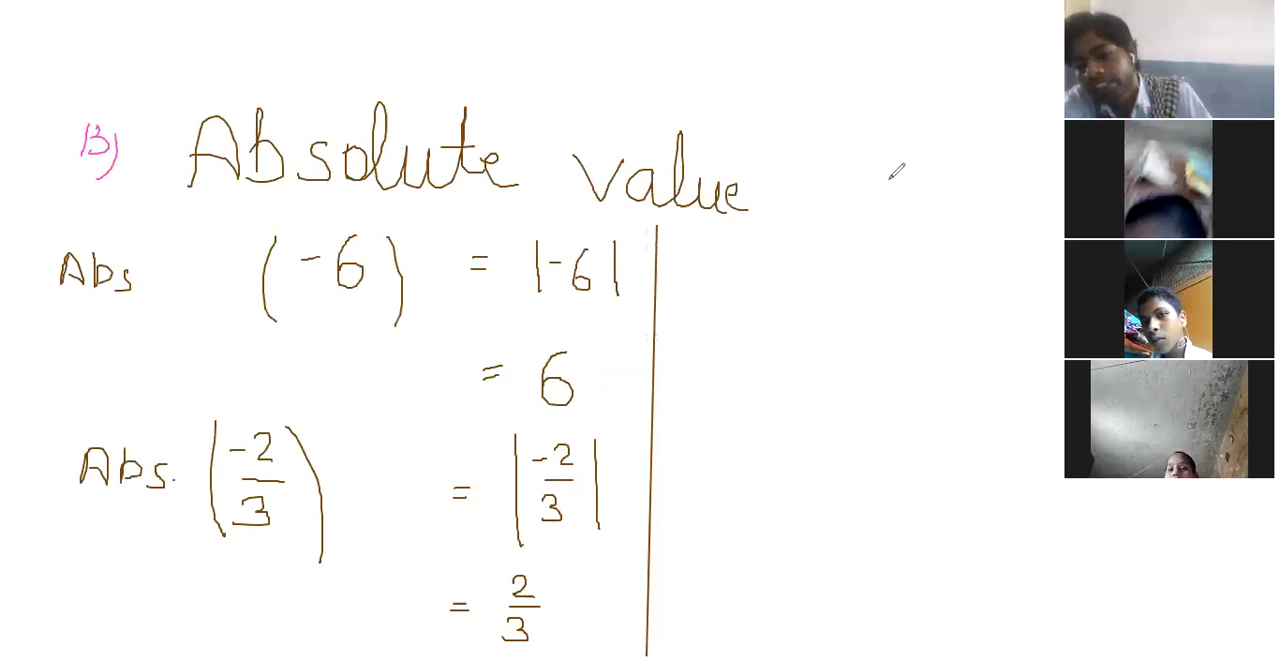 B) Absolute value
Abs (-6) = |-6|
= 6
Abs. (-2/3) = |-2/3|
= 2/3